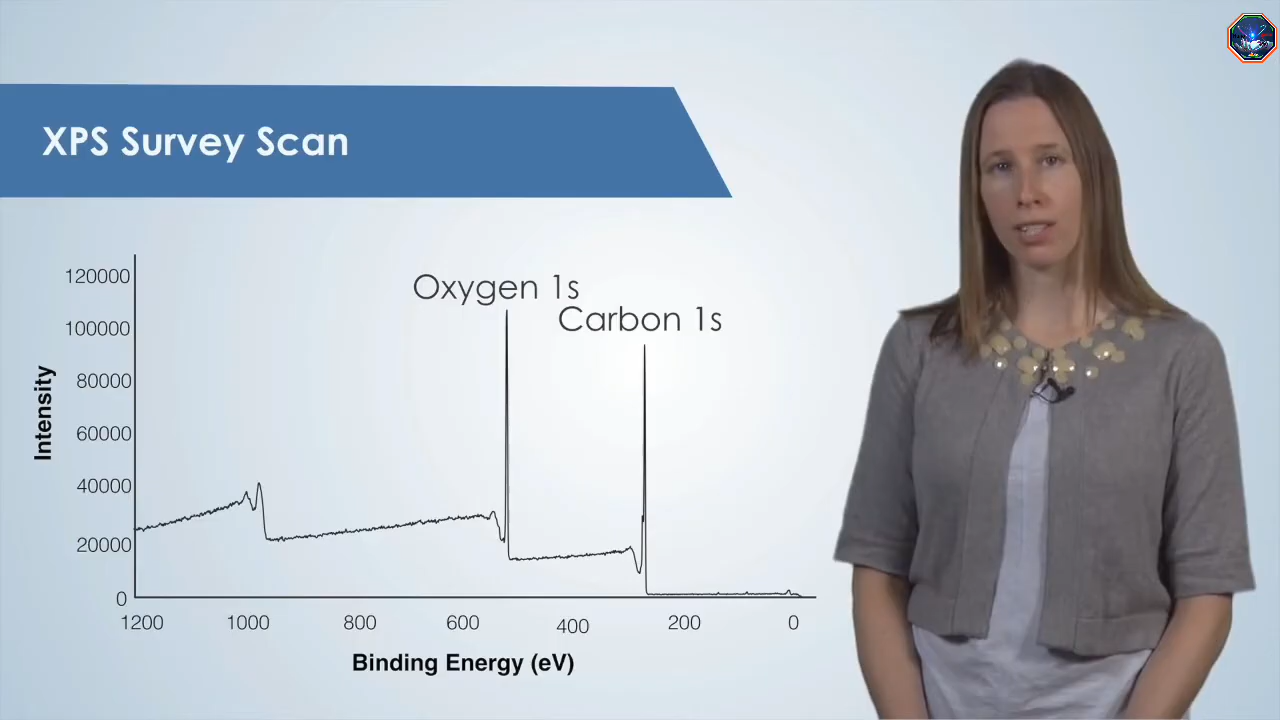 XPS Survey Scan
120000
Oxygen 1s
Carbon 1s
100000
80000
60000
40000
20000
0
Intensity
1200 1000 800 600 400 200 0
Binding Energy (eV)